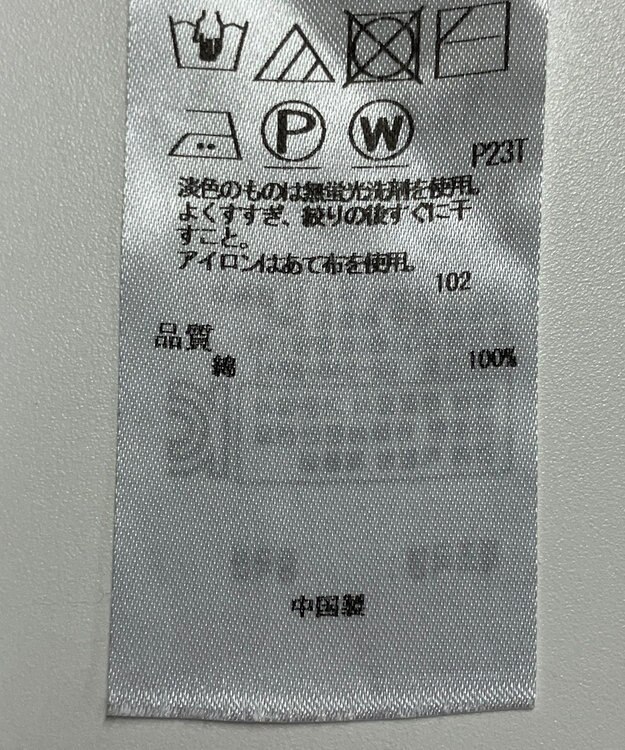 P W P23T
淡色のものは無蛍光洗剤を使用。
よくすすぎ、絞りの後すぐに干
すこと。
アイロンはあて布を使用。
102
品質
綿 100%
中国製